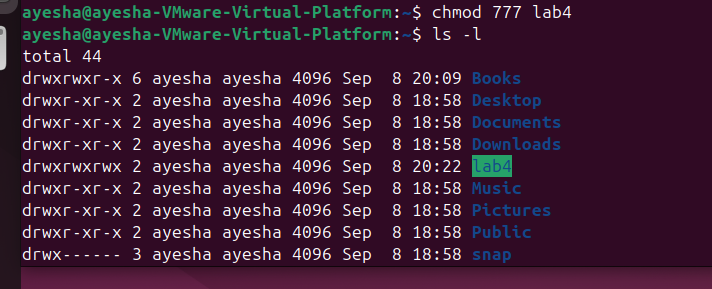 ayesha@ayesha-VMware-Virtual-Platform:~$ chmod 777 lab4
ayesha@ayesha-VMware-Virtual-Platform:~$ ls -l
total 44
drwxrwxr-x 6 ayesha ayesha 4096 Sep  8 20:09 Books
drwxr-xr-x 2 ayesha ayesha 4096 Sep  8 18:58 Desktop
drwxr-xr-x 2 ayesha ayesha 4096 Sep  8 18:58 Documents
drwxr-xr-x 2 ayesha ayesha 4096 Sep  8 18:58 Downloads
drwxrwxrwx 2 ayesha ayesha 4096 Sep  8 20:22 lab4
drwxr-xr-x 2 ayesha ayesha 4096 Sep  8 18:58 Music
drwxr-xr-x 2 ayesha ayesha 4096 Sep  8 18:58 Pictures
drwxr-xr-x 2 ayesha ayesha 4096 Sep  8 18:58 Public
drwx------ 3 ayesha ayesha 4096 Sep  8 18:58 snap